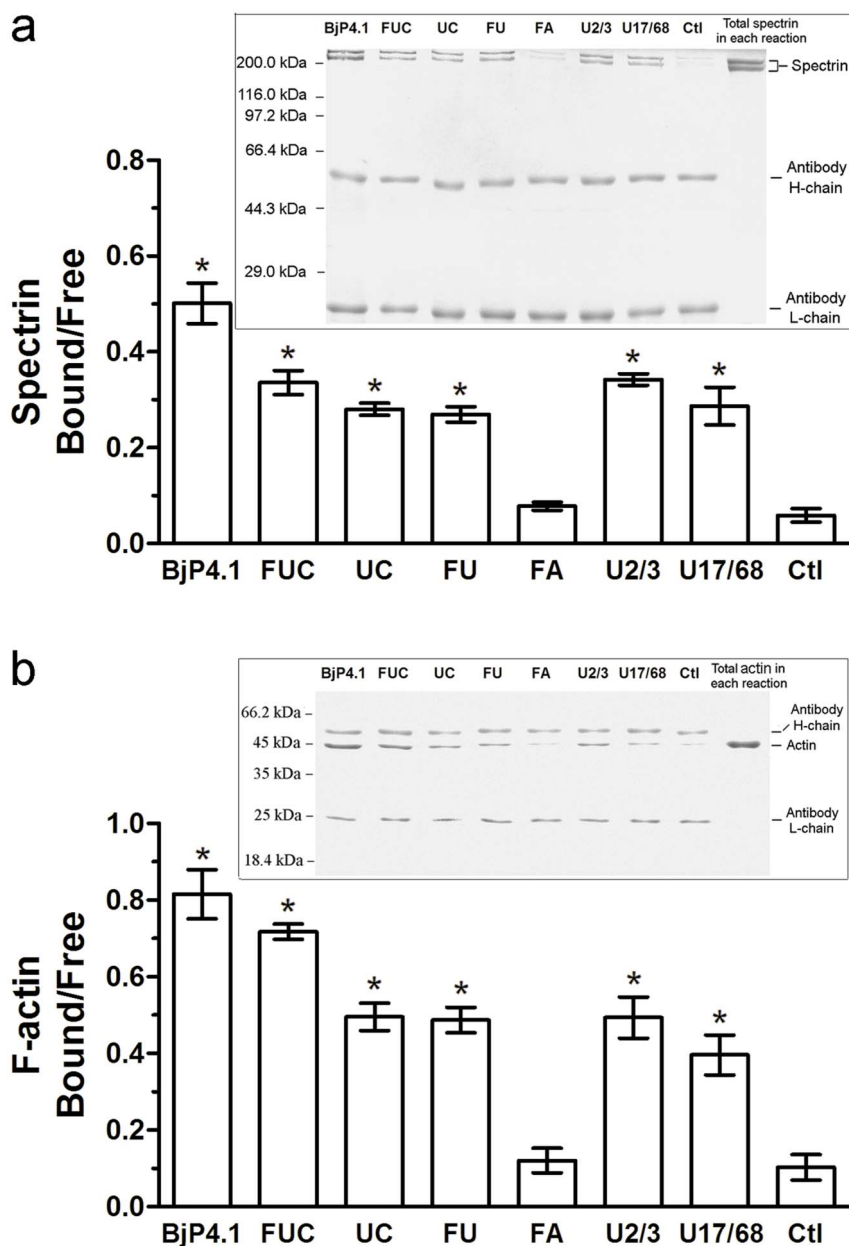 a
BjP4.1 FUC UC FU FA U2/3 U17/68 Ctl Total spectrin
in each reaction
200.0 kDa –
Spectrin
116.0 kDa –
97.2 kDa –
66.4 kDa –
Antibody
H-chain
44.3 kDa –
29.0 kDa –
Antibody
L-chain
Spectrin
Bound/Free
0.8
0.6
0.4
0.2
0.0
* * * * * *
BjP4.1 FUC UC FU FA U2/3 U17/68 Ctl
b
BjP4.1 FUC UC FU FA U2/3 U17/68 Ctl Total actin in
each reaction
66.2 kDa –
Antibody
H-chain
45 kDa –
Actin
35 kDa –
25 kDa –
Antibody
L-chain
18.4 kDa –
F-actin
Bound/Free
1.0
0.8
0.6
0.4
0.2
0.0
* * * * * *
BjP4.1 FUC UC FU FA U2/3 U17/68 Ctl